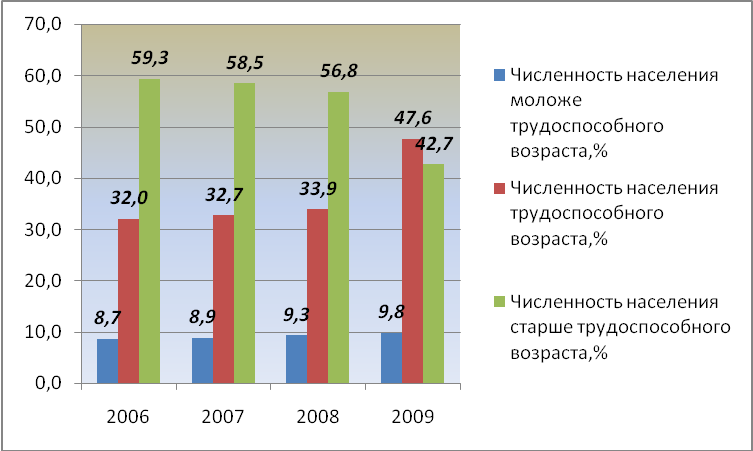 70,0
60,0
50,0
40,0
30,0
20,0
10,0
0,0
59,3
58,5
56,8
47,6
42,7
32,0
32,7
33,9
8,7
8,9
9,3
9,8
2006
2007
2008
2009
Численность населения
моложе
трудоспособного
возраста,%
Численность населения
трудоспособного
возраста,%
Численность населения
старше трудоспособного
возраста,%